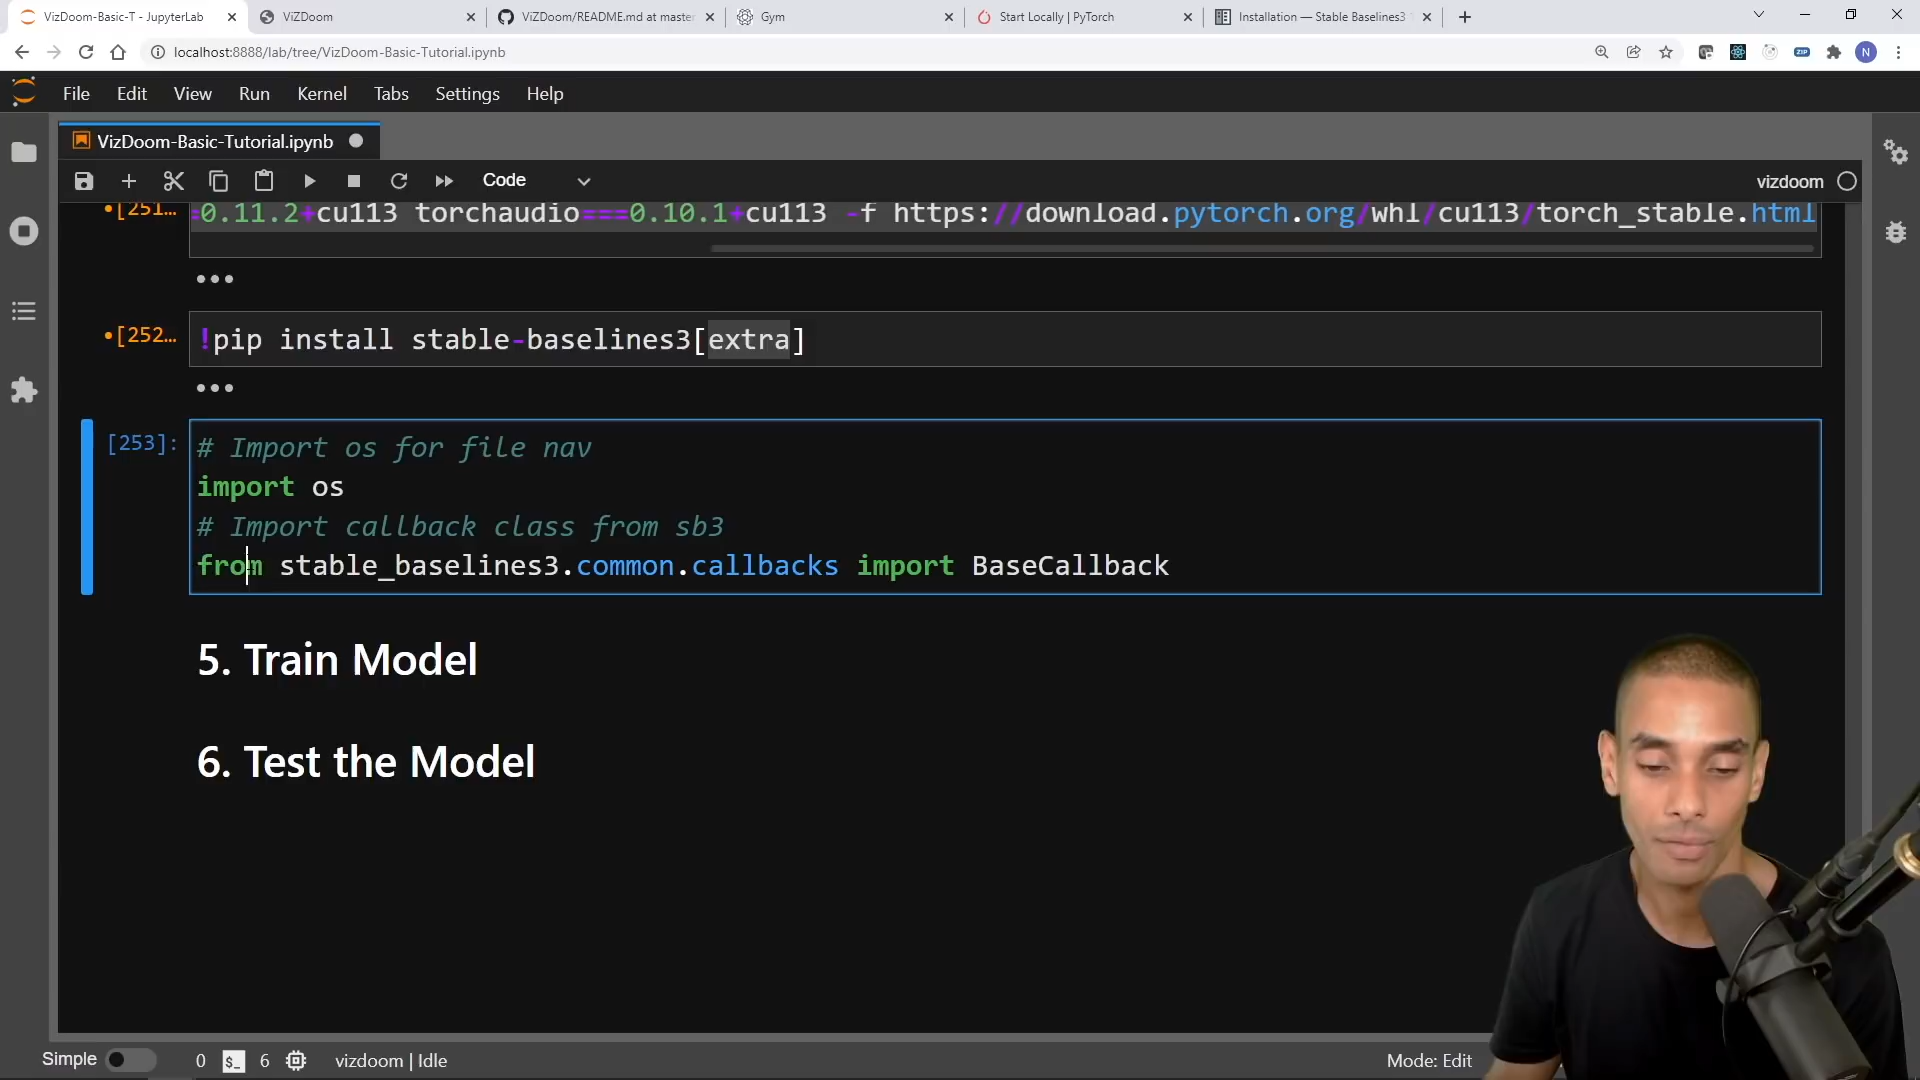 VizDoom-Basic-T - JupyterLab
ViZDoom
ViZDoom/README.md at master
Gym
Start Locally | PyTorch
Installation — Stable Baselines3
localhost:8888/lab/tree/VizDoom-Basic-Tutorial.ipynb
ZIP
N
File Edit View Run Kernel Tabs Settings Help
VizDoom-Basic-Tutorial.ipynb
Code
vizdoom
[251…
=0.11.2+cu113 torchaudio===0.10.1+cu113 -f https://download.pytorch.org/whl/cu113/torch_stable.html
[252…
!pip install stable-baselines3[extra]
[253]:
# Import os for file nav
import os
# Import callback class from sb3
from stable_baselines3.common.callbacks import BaseCallback
5. Train Model
6. Test the Model
Simple 0 $_ 6 vizdoom | Idle
Mode: Edit